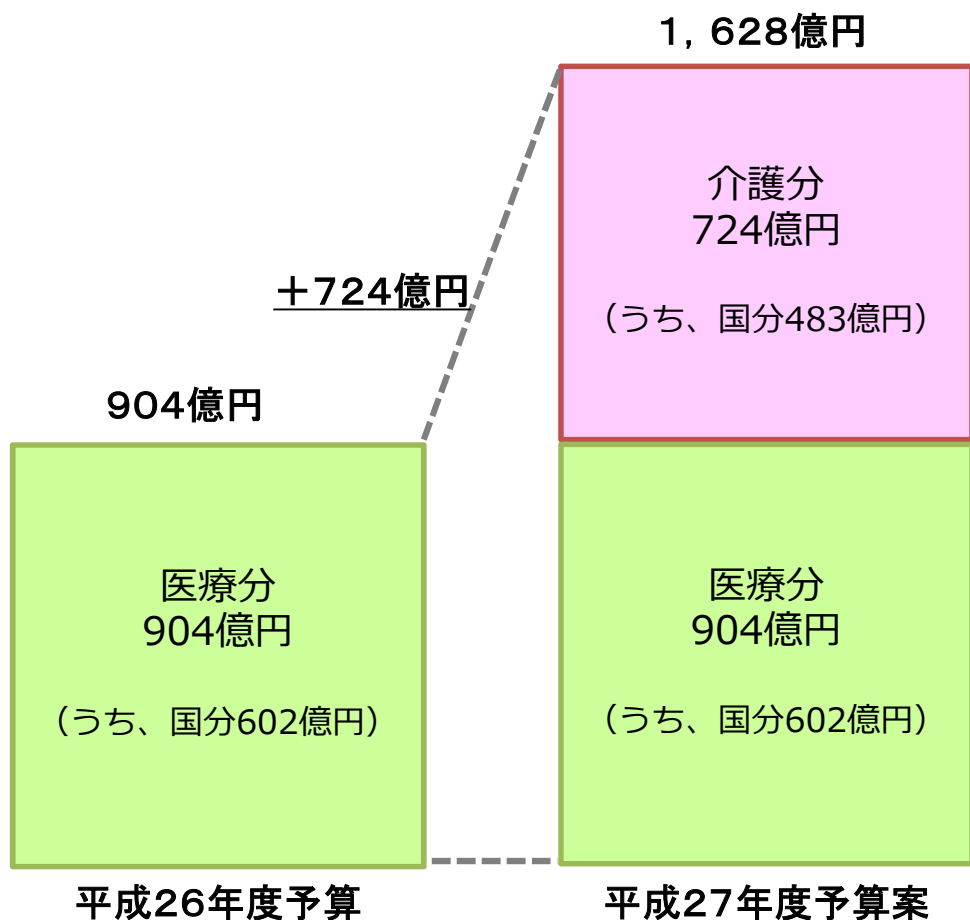 1,628億円
介護分
724億円
(うち、国分483億円)
+724億円
904億円
医療分
904億円
(うち、国分602億円)
医療分
904億円
(うち、国分602億円)
平成26年度予算
平成27年度予算案